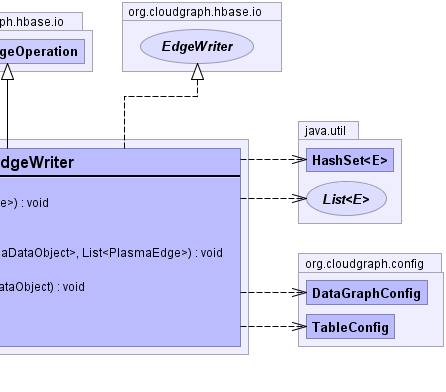 ph.hbase.io
geOperation
org.cloudgraph.hbase.io
EdgeWriter
dgeWriter
e>) : void
aDataObject>, List<PlasmaEdge>) : void
ataObject) : void
java.util
HashSet<E>
List<E>
org.cloudgraph.config
DataGraphConfig
TableConfig